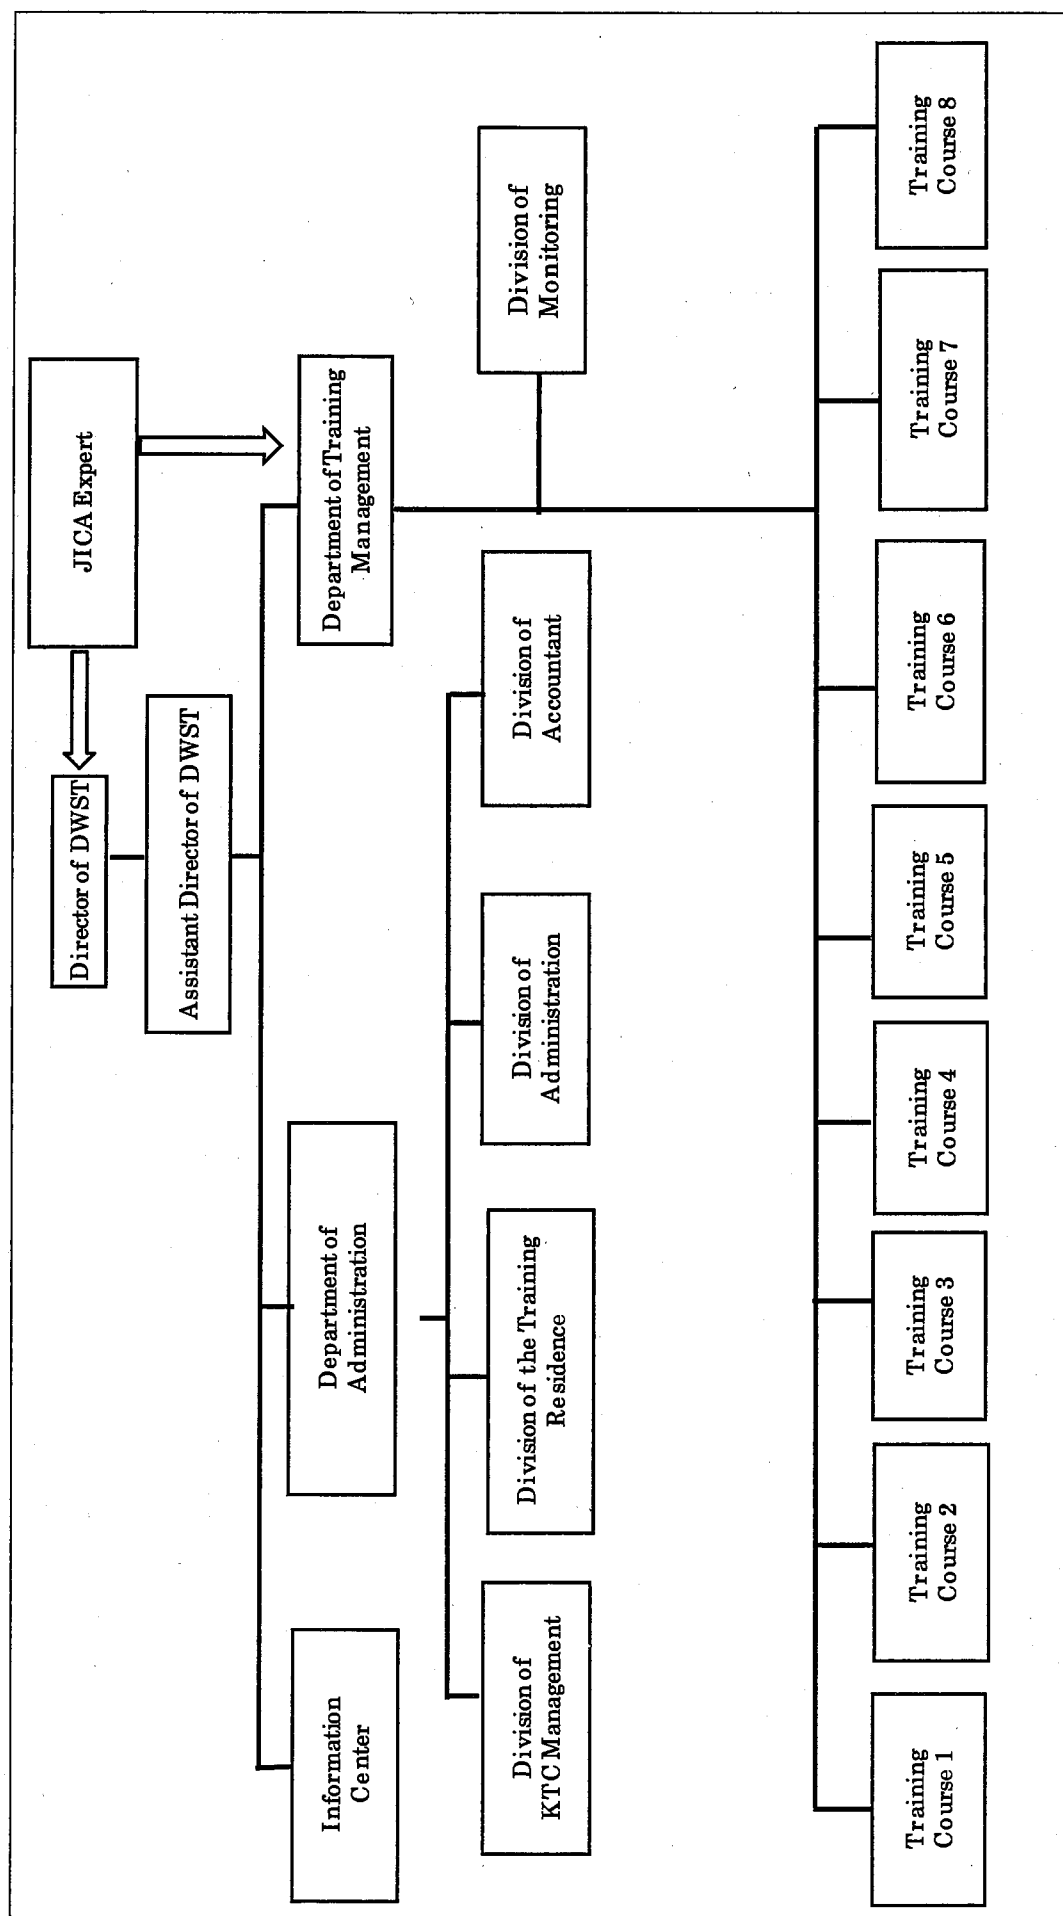 JICA Expert
Director of DWST
Assistant Director of DWST
Information
Center
Department of
Administration
Department of Training
Management
Division of
KTC Management
Division of the Training
Residence
Division of
Administration
Division of
Accountant
Division of
Monitoring
Training
Course 1
Training
Course 2
Training
Course 3
Training
Course 4
Training
Course 5
Training
Course 6
Training
Course 7
Training
Course 8